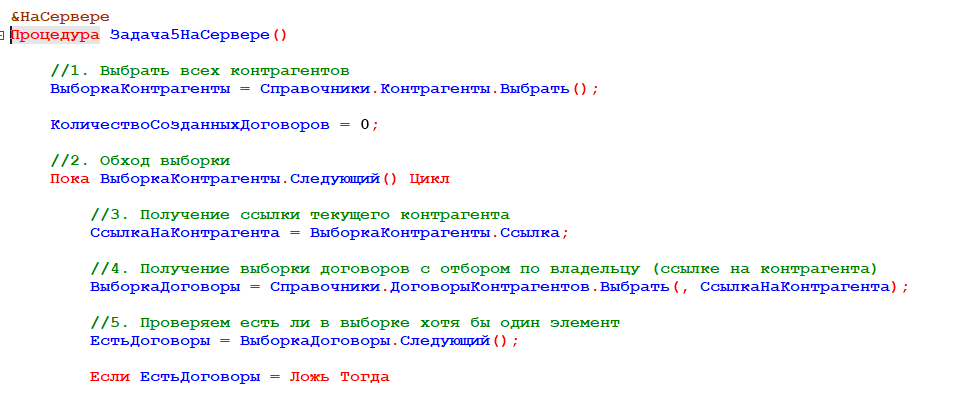 &НаСервере
Процедура Задача5НаСервере()
//1. Выбрать всех контрагентов
ВыборкаКонтрагенты = Справочники.Контрагенты.Выбрать();
КоличествоСозданныхДоговоров = 0;
//2. Обход выборки
Пока ВыборкаКонтрагенты.Следующий() Цикл
//3. Получение ссылки текущего контрагента
СсылкаНаКонтрагента = ВыборкаКонтрагенты.Ссылка;
//4. Получение выборки договоров с отбором по владельцу (ссылке на контрагента)
ВыборкаДоговоры = Справочники.ДоговорыКонтрагентов.Выбрать(, СсылкаНаКонтрагента);
//5. Проверяем есть ли в выборке хотя бы один элемент
ЕстьДоговоры = ВыборкаДоговоры.Следующий();
Если ЕстьДоговоры = Ложь Тогда